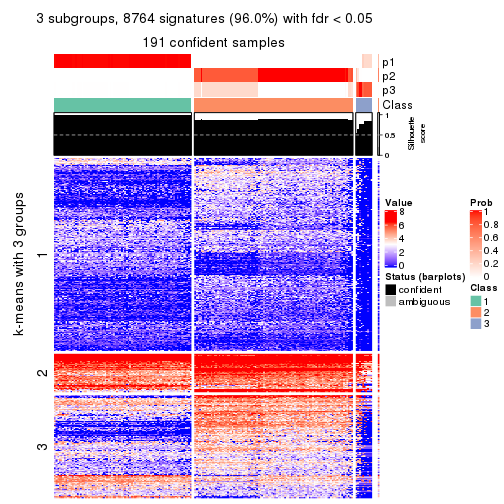 3 subgroups, 8764 signatures (96.0%) with fdr < 0.05
191 confident samples
p1
p2
p3
Class
1
0.5
0
Silhouette
score
k-means with 3 groups
1
2
3
Value
8
6
4
2
0
Status (barplots)
confident
ambiguous
Prob
1
0.8
0.6
0.4
0.2
0
Class
1
2
3